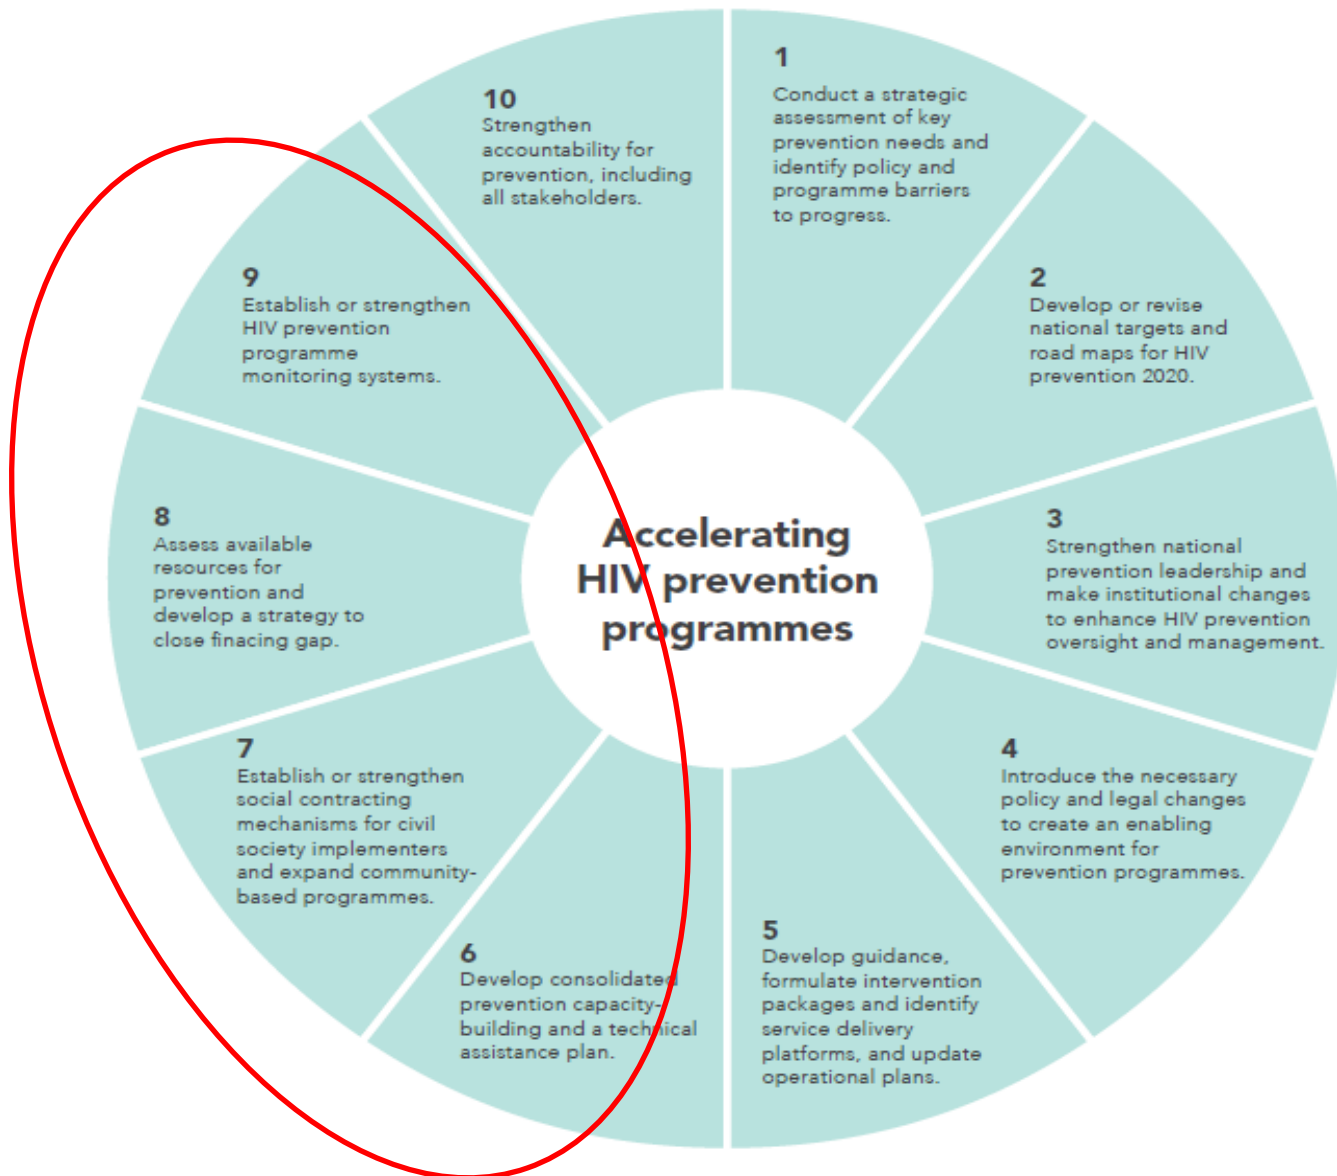 1
Conduct a strategic
assessment of key
prevention needs and
identify policy and
programme barriers
to progress.
2
Develop or revise
national targets and
road maps for HIV
prevention 2020.
3
Strengthen national
prevention leadership and
make institutional changes
to enhance HIV prevention
oversight and management.
4
Introduce the necessary
policy and legal changes
to create an enabling
environment for
prevention programmes.
5
Develop guidance,
formulate intervention
packages and identify
service delivery
platforms, and update
operational plans.
6
Develop consolidated
prevention capacity-
building and a technical
assistance plan.
7
Establish or strengthen
social contracting
mechanisms for civil
society implementers
and expand community-
based programmes.
8
Assess available
resources for
prevention and
develop a strategy to
close finacing gap.
9
Establish or strengthen
HIV prevention
programme
monitoring systems.
10
Strengthen
accountability for
prevention, including
all stakeholders.
Accelerating
HIV prevention
programmes